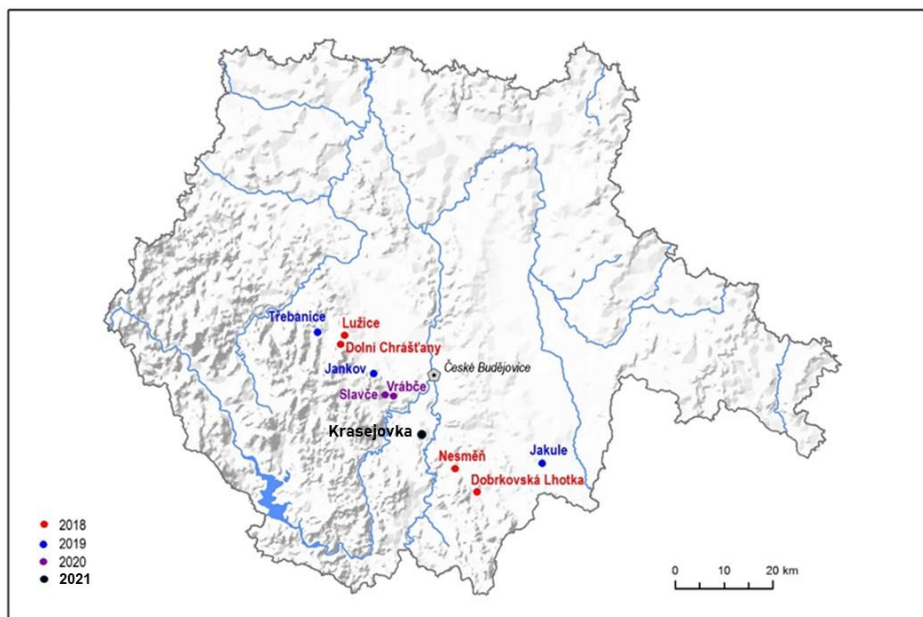 Třebanice
Lužice
Dolní Chrášťany
Jankov
České Budějovice
Slavče
Vrábče
Krasejovka
Nesměň
Jakule
Dobrkovská Lhotka
2018
2019
2020
2021
0 10 20 km